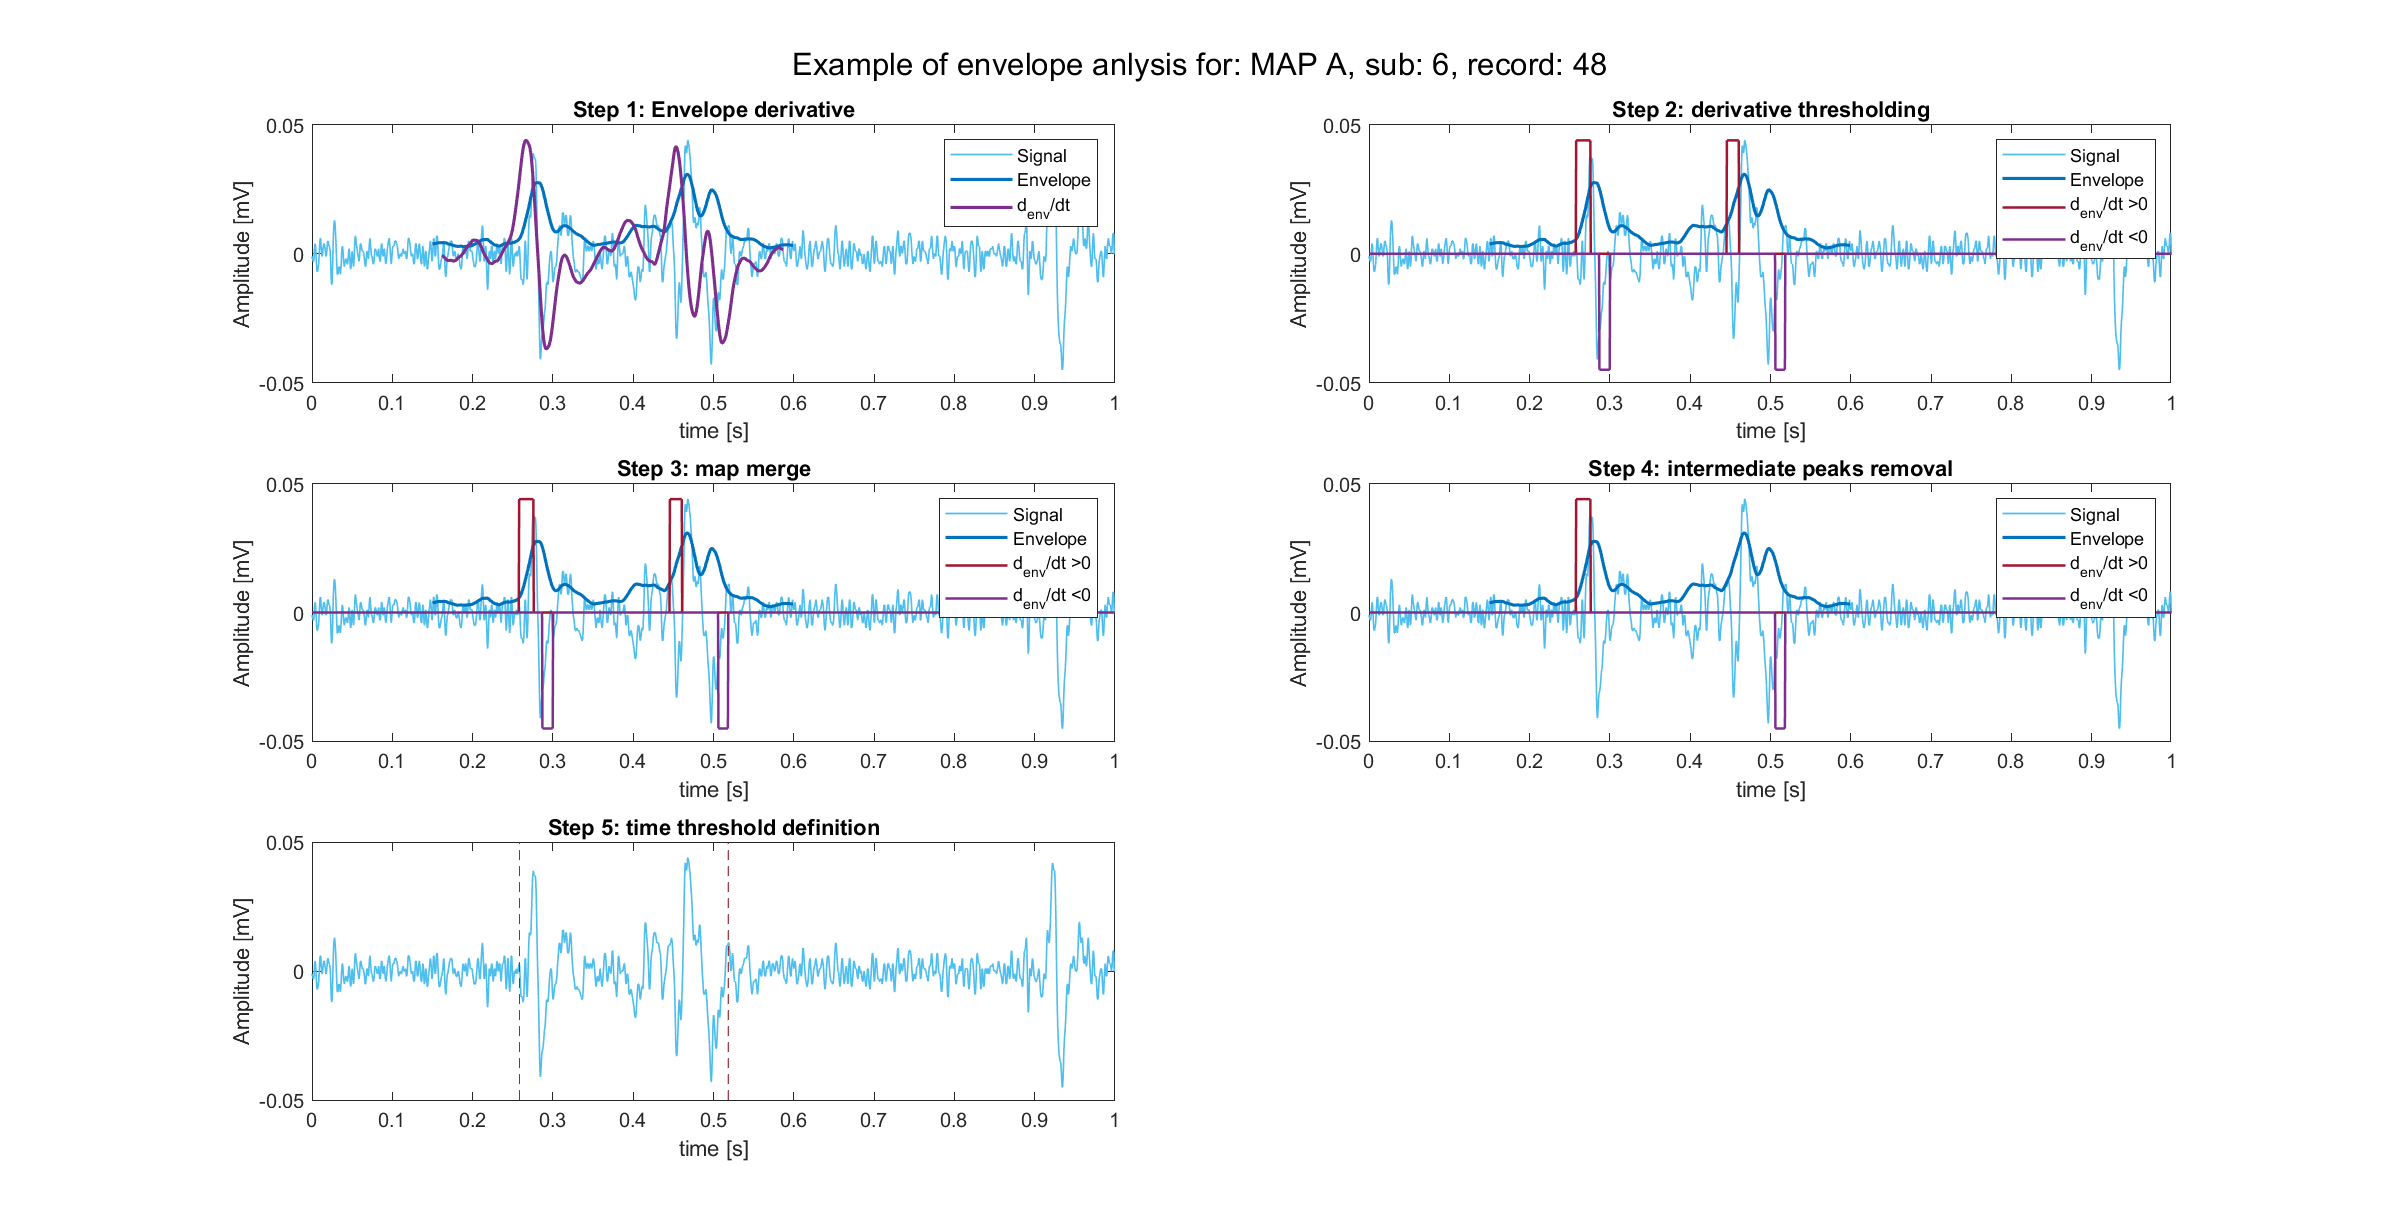 Example of envelope anlysis for: MAP A, sub: 6, record: 48
Step 1: Envelope derivative
0.05
0
-0.05
Amplitude [mV]
0 0.1 0.2 0.3 0.4 0.5 0.6 0.7 0.8 0.9 1
time [s]
Signal
Envelope
d_env/dt
Step 2: derivative thresholding
0.05
0
-0.05
Amplitude [mV]
0 0.1 0.2 0.3 0.4 0.5 0.6 0.7 0.8 0.9 1
time [s]
Signal
Envelope
d_env/dt >0
d_env/dt <0
Step 3: map merge
0.05
0
-0.05
Amplitude [mV]
0 0.1 0.2 0.3 0.4 0.5 0.6 0.7 0.8 0.9 1
time [s]
Signal
Envelope
d_env/dt >0
d_env/dt <0
Step 4: intermediate peaks removal
0.05
0
-0.05
Amplitude [mV]
0 0.1 0.2 0.3 0.4 0.5 0.6 0.7 0.8 0.9 1
time [s]
Signal
Envelope
d_env/dt >0
d_env/dt <0
Step 5: time threshold definition
0.05
0
-0.05
Amplitude [mV]
0 0.1 0.2 0.3 0.4 0.5 0.6 0.7 0.8 0.9 1
time [s]